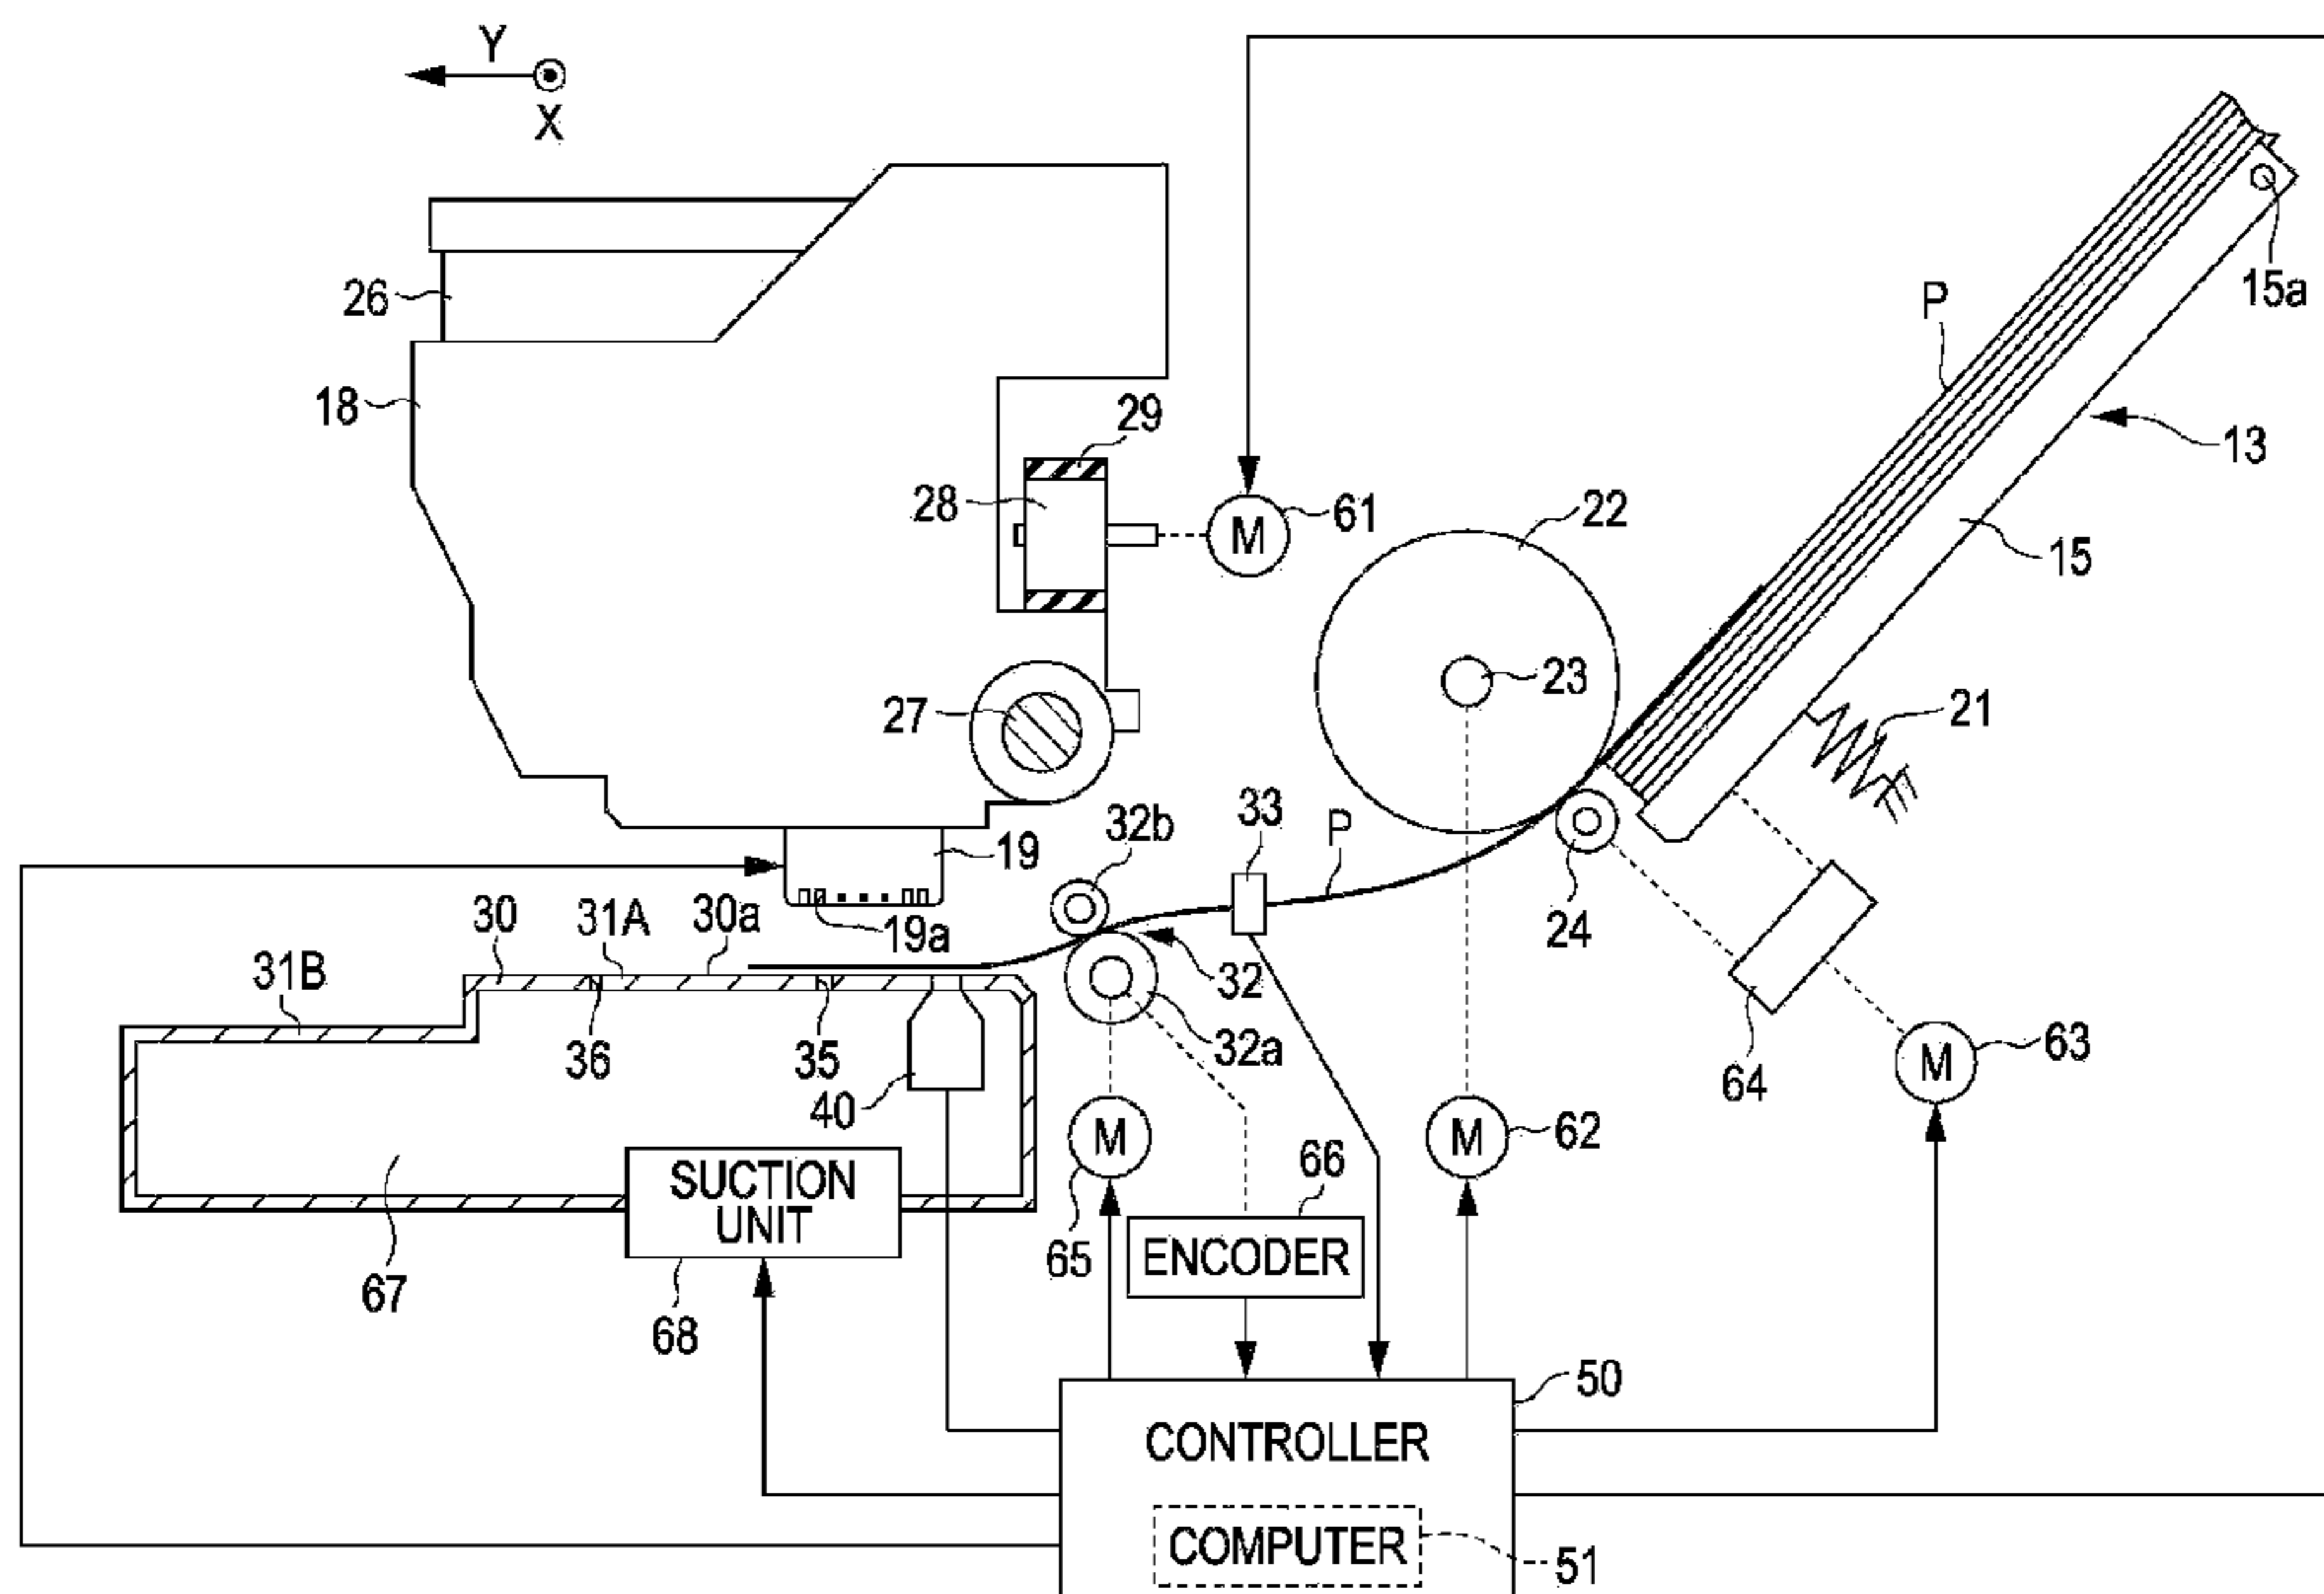 Y
X
26
18
P
15a
13
29
28
M
61
22
15
27
23
21
33
32b
P
19
30
31A
30a
19a
24
31B
32
36
35
32a
64
M
63
40
M
M
62
66
SUCTION
UNIT
65
ENCODER
67
68
50
CONTROLLER
COMPUTER
51